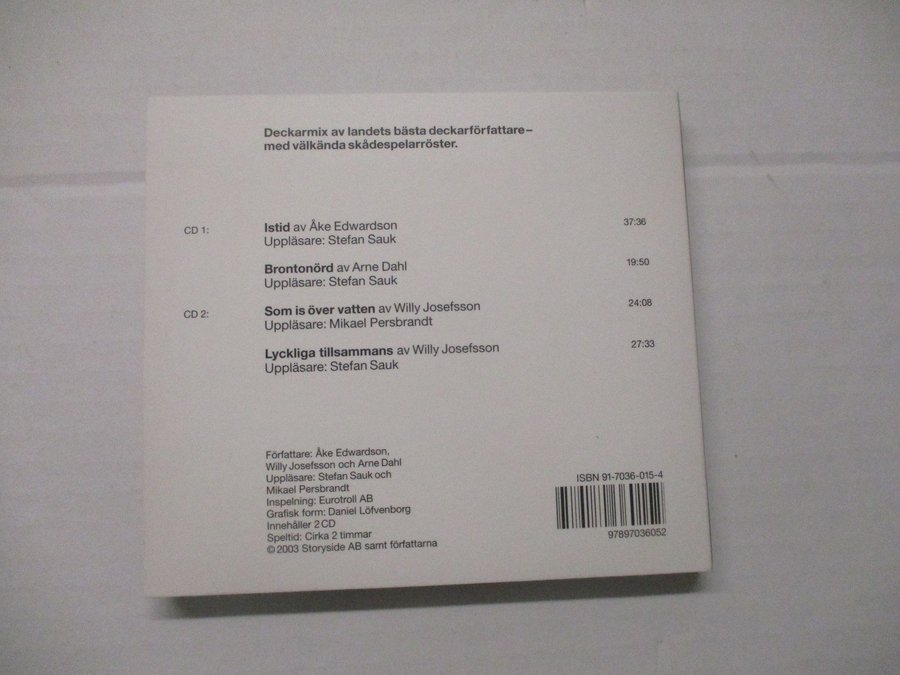 Deckarmix av landets bästa deckarförfattare –
med välkända skådespelarröster.
CD 1: Istid av Åke Edwardson 37:36
Uppläsare: Stefan Sauk
Brontonörd av Arne Dahl 19:50
Uppläsare: Stefan Sauk
CD 2: Som is över vatten av Willy Josefsson 24:08
Uppläsare: Mikael Persbrandt
Lyckliga tillsammans av Willy Josefsson 27:33
Uppläsare: Stefan Sauk
Författare: Åke Edwardson,
Willy Josefsson och Arne Dahl
Uppläsare: Stefan Sauk och
Mikael Persbrandt
Inspelning: Eurotroll AB
Grafisk form: Daniel Löfvenborg
Innehåller 2 CD
Speltid: Cirka 2 timmar
© 2003 Storyside AB samt författarna
ISBN 91-7036-015-4
97897036052